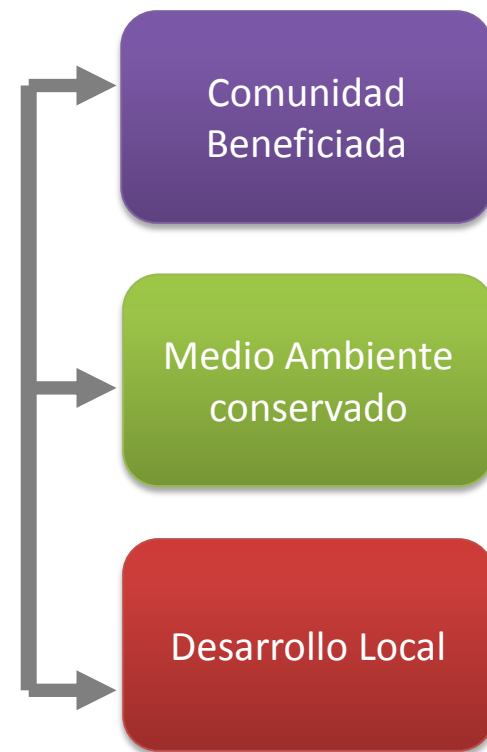 Comunidad
Beneficiada
Medio Ambiente
conservado
Desarrollo Local